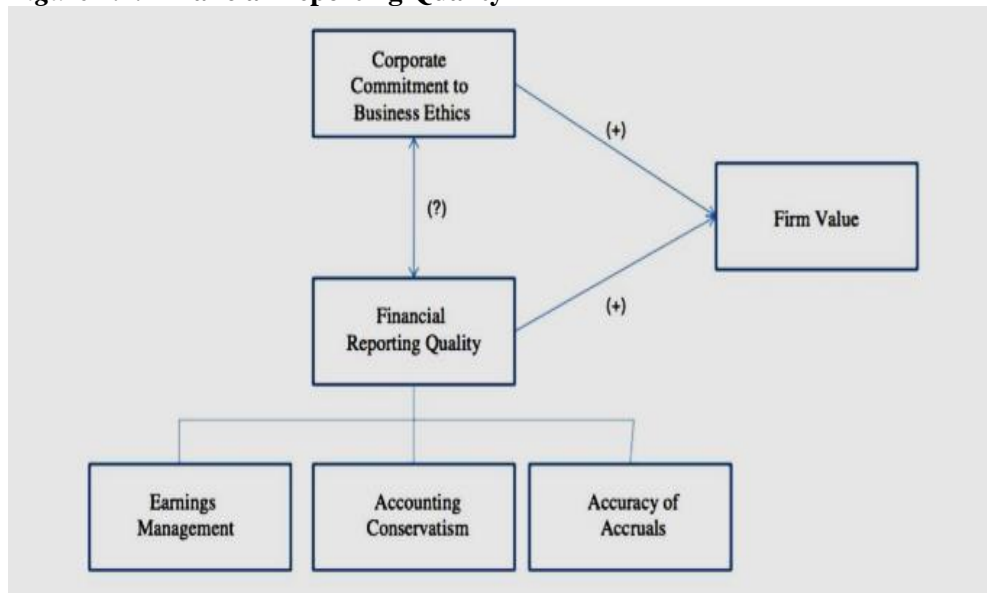 Corporate
Commitment to
Business Ethics
(+)
Firm Value
(?)
Financial
Reporting Quality
(+)
Earnings
Management
Accounting
Conservatism
Accuracy of
Accruals